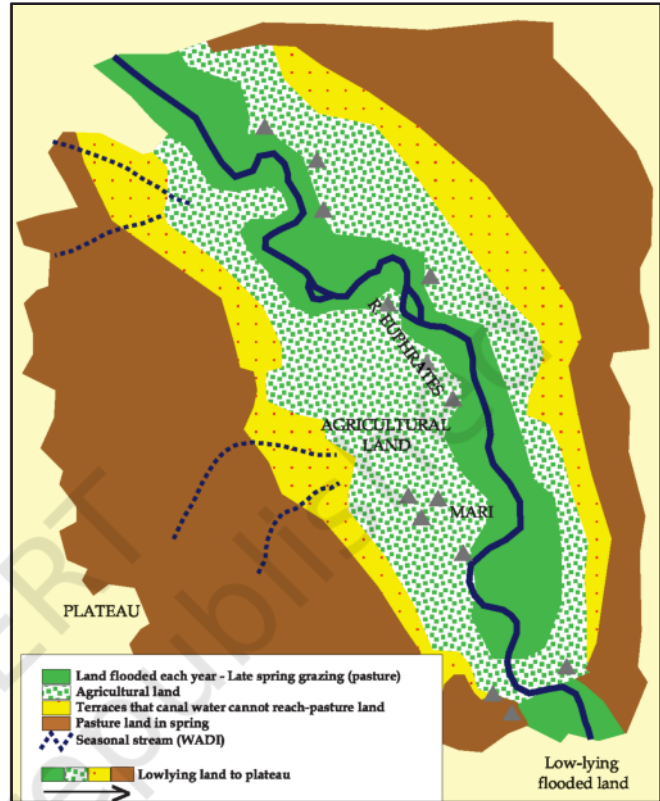 R. EUPHRATES
AGRICULTURAL
LAND
MARI
PLATEAU
Land flooded each year - Late spring grazing (pasture)
Agricultural land
Terraces that canal water cannot reach-pasture land
Pasture land in spring
Seasonal stream (WADI)
Lowlying land to plateau
Low-lying
flooded land